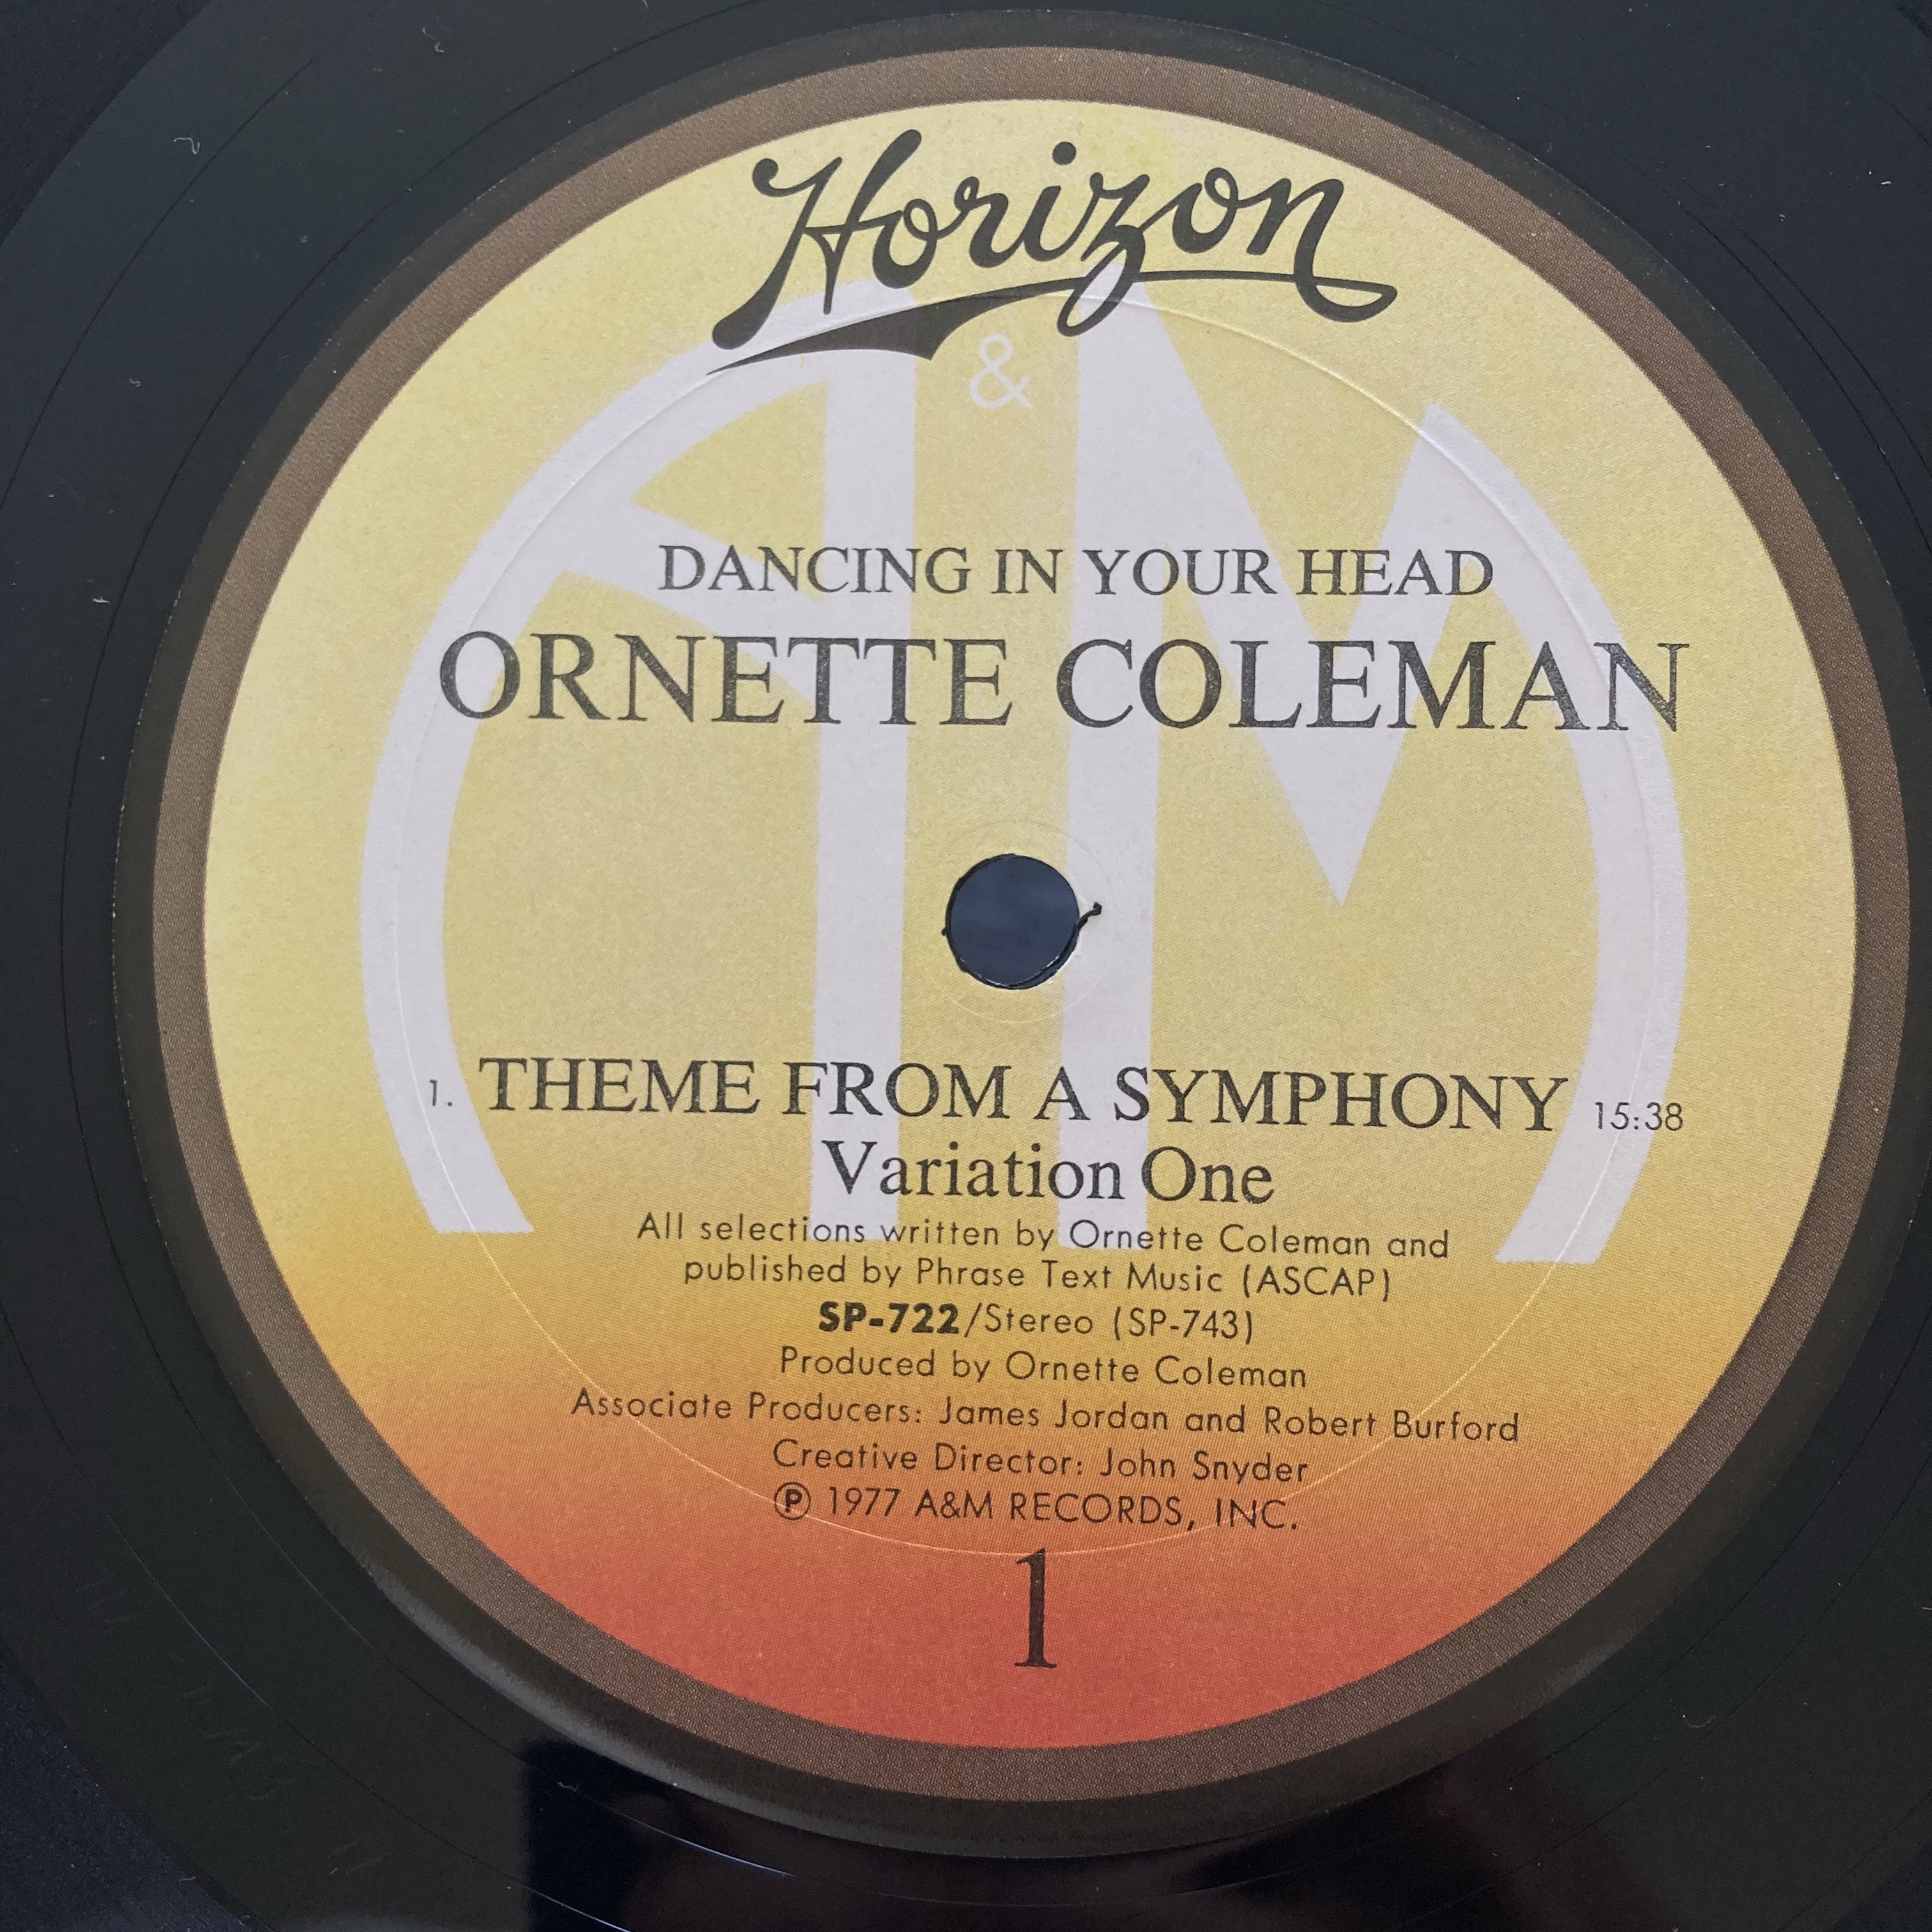 Horizon
A&M
DANCING IN YOUR HEAD
ORNETTE COLEMAN
1. THEME FROM A SYMPHONY 15:38
Variation One
All selections written by Ornette Coleman and
published by Phrase Text Music (ASCAP)
SP-722/Stereo (SP-743)
Produced by Ornette Coleman
Associate Producers: James Jordan and Robert Burford
Creative Director: John Snyder
℗ 1977 A&M RECORDS, INC.
1